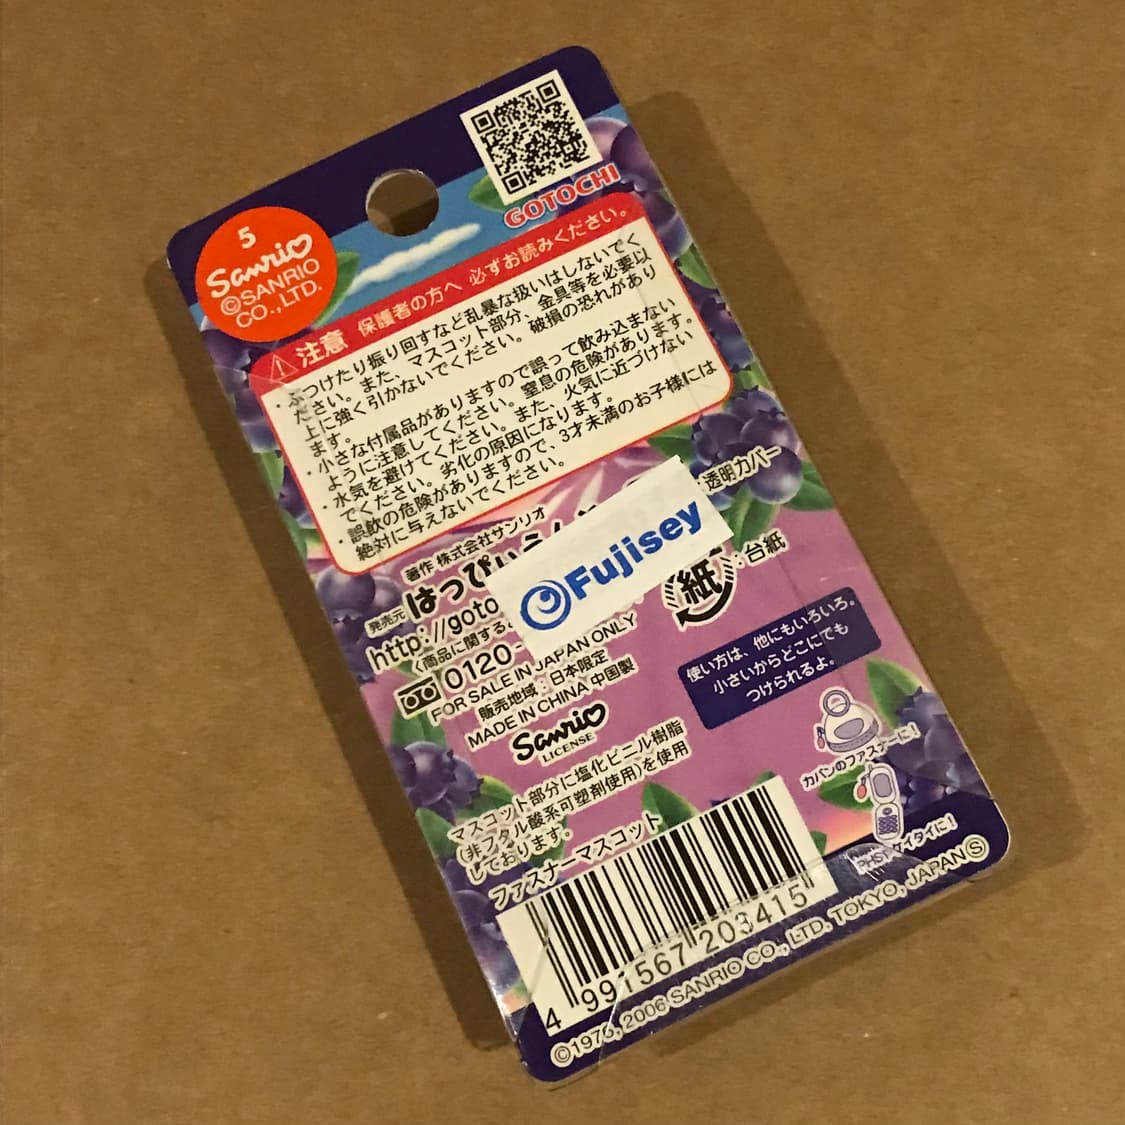 5
Sanrio
©SANRIO
CO.,LTD.
GOTOCHI
注意 保護者の方へ 必ずお読みください。
・ぶつけたり振り回すなど乱暴な扱いはしないでく
ださい。また、マスコット部分、金具等を必要以
上に強く引かないでください。破損の恐れがあり
ます。
・小さな付属品がありますので誤って飲み込まない
ように注意してください。窒息の危険があります。
・水気を避けてください。また、火気に近づけない
でください。劣化の原因になります。
・誤飲の危険がありますので、3才未満のお子様には
絶対に与えないでください。
著作 株式会社サンリオ
発売元 はっぴぃ
http://goto
〈商品に関する
0120-
FOR SALE IN JAPAN ONLY
販売地域：日本限定
MADE IN CHINA 中国製
Sanrio
LICENSE
Fujisey
透明カバー
紙 :台紙
使い方は、他にもいろいろ。
小さいからどこにでも
つけられるよ。
カバンのファスナーに!
PHS・ケイタイに!
マスコット部分に塩化ビニル樹脂
(非フタル酸系可塑剤使用)を使用
しております。
ファスナーマスコット
4 991567 203415
©1976, 2006 SANRIO CO., LTD. TOKYO, JAPAN Ⓢ